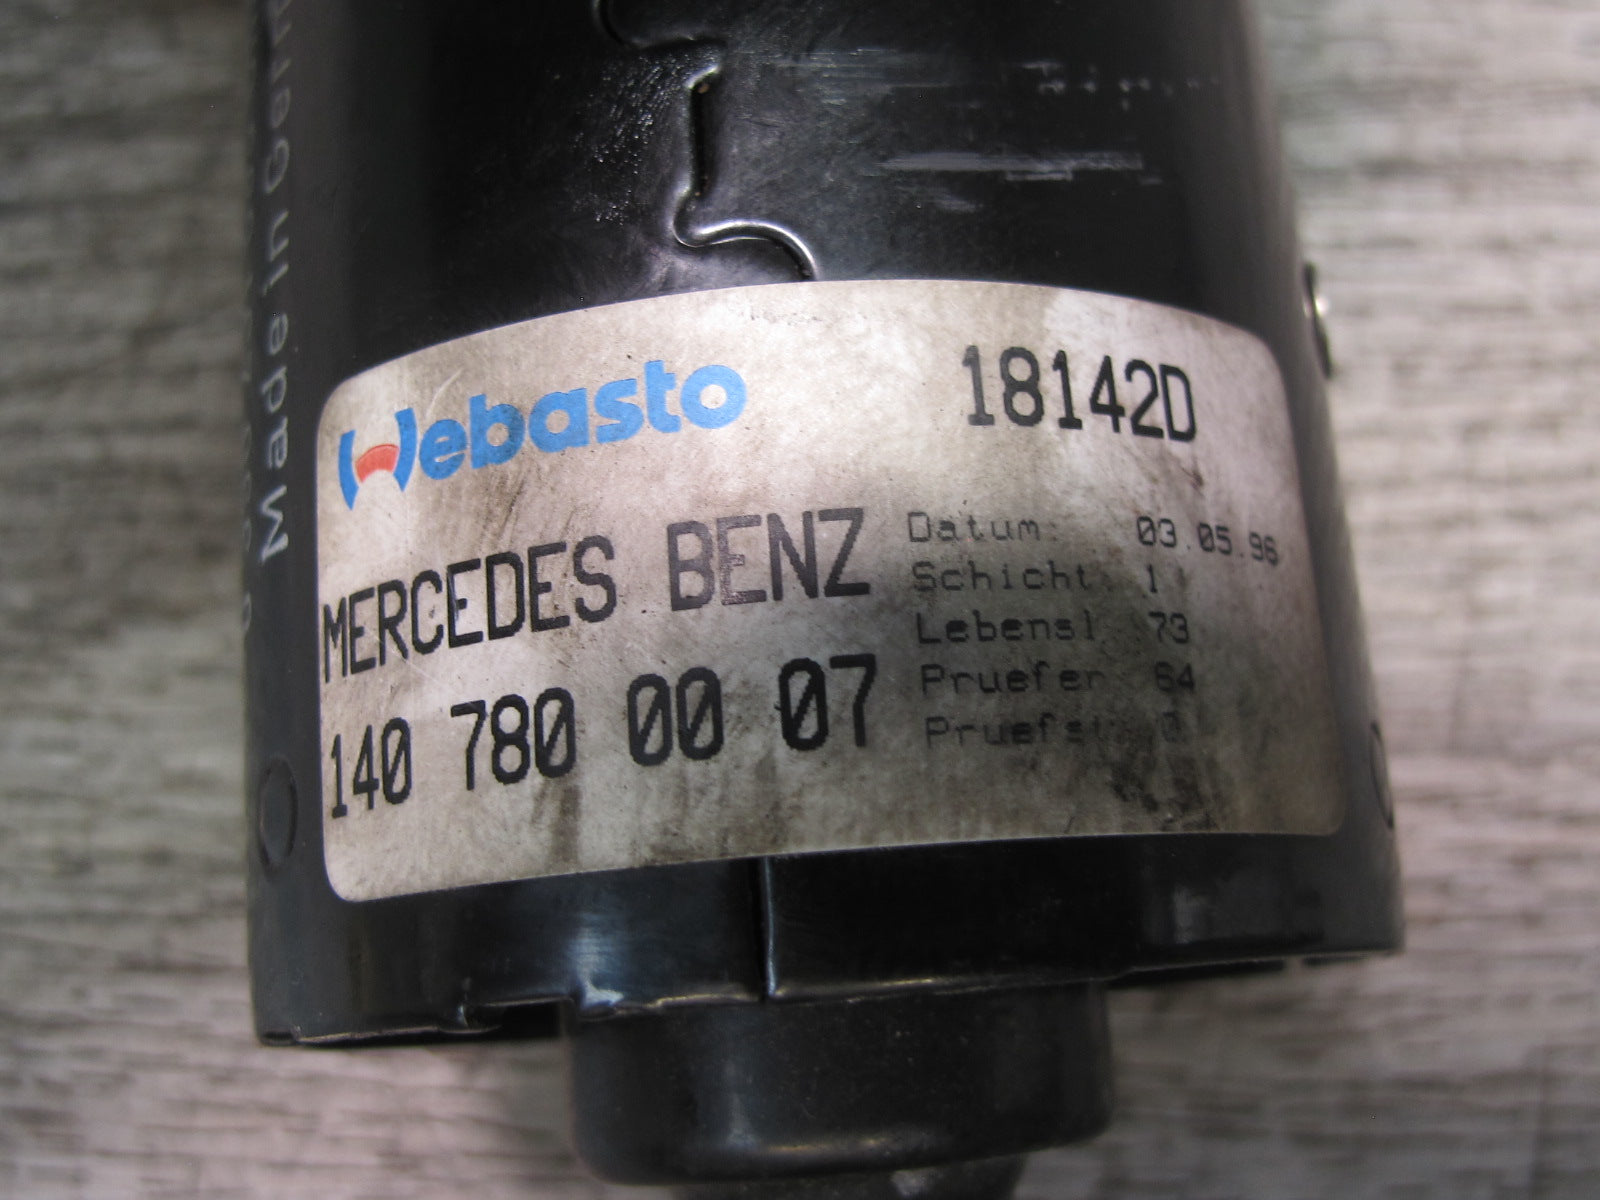 Made in Germ
Webasto 18142D
MERCEDES BENZ
140 780 00 07
Datum: 03.05.96
Schicht 1
Lebensl 73
Pruefer 64